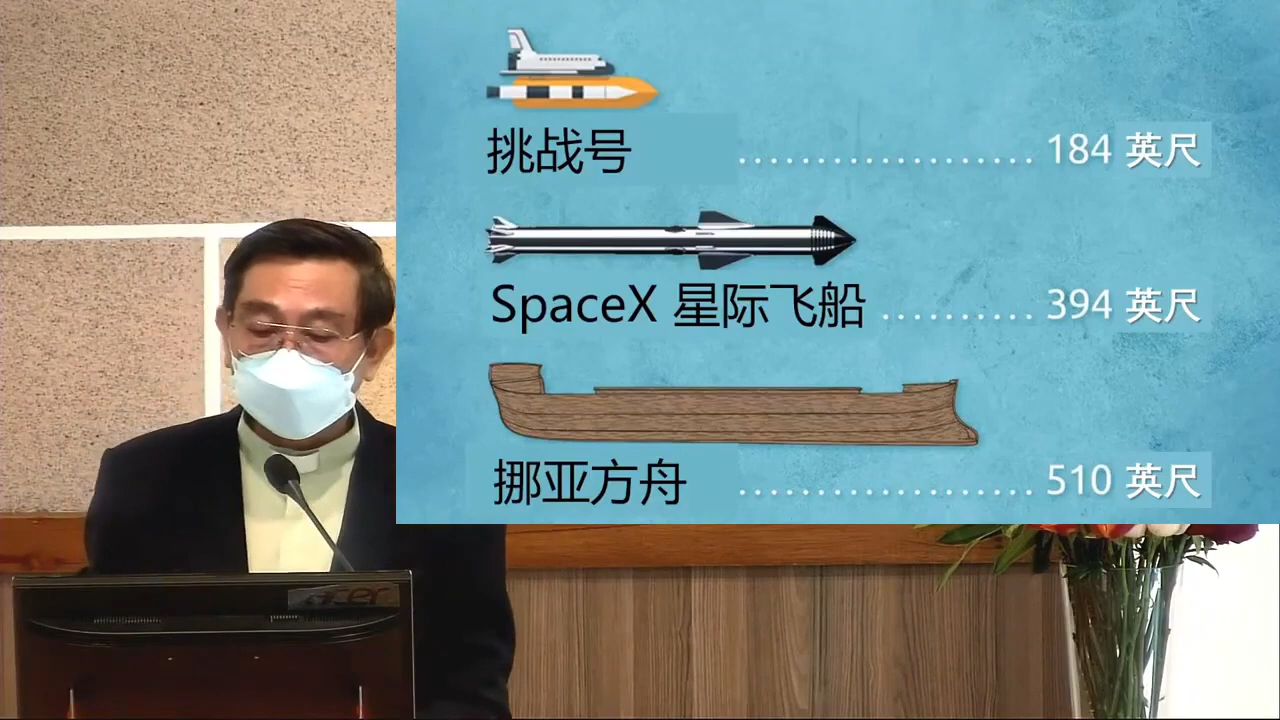 挑战号 .................... 184 英尺
SpaceX 星际飞船 .......... 394 英尺
挪亚方舟 .................... 510 英尺
acer